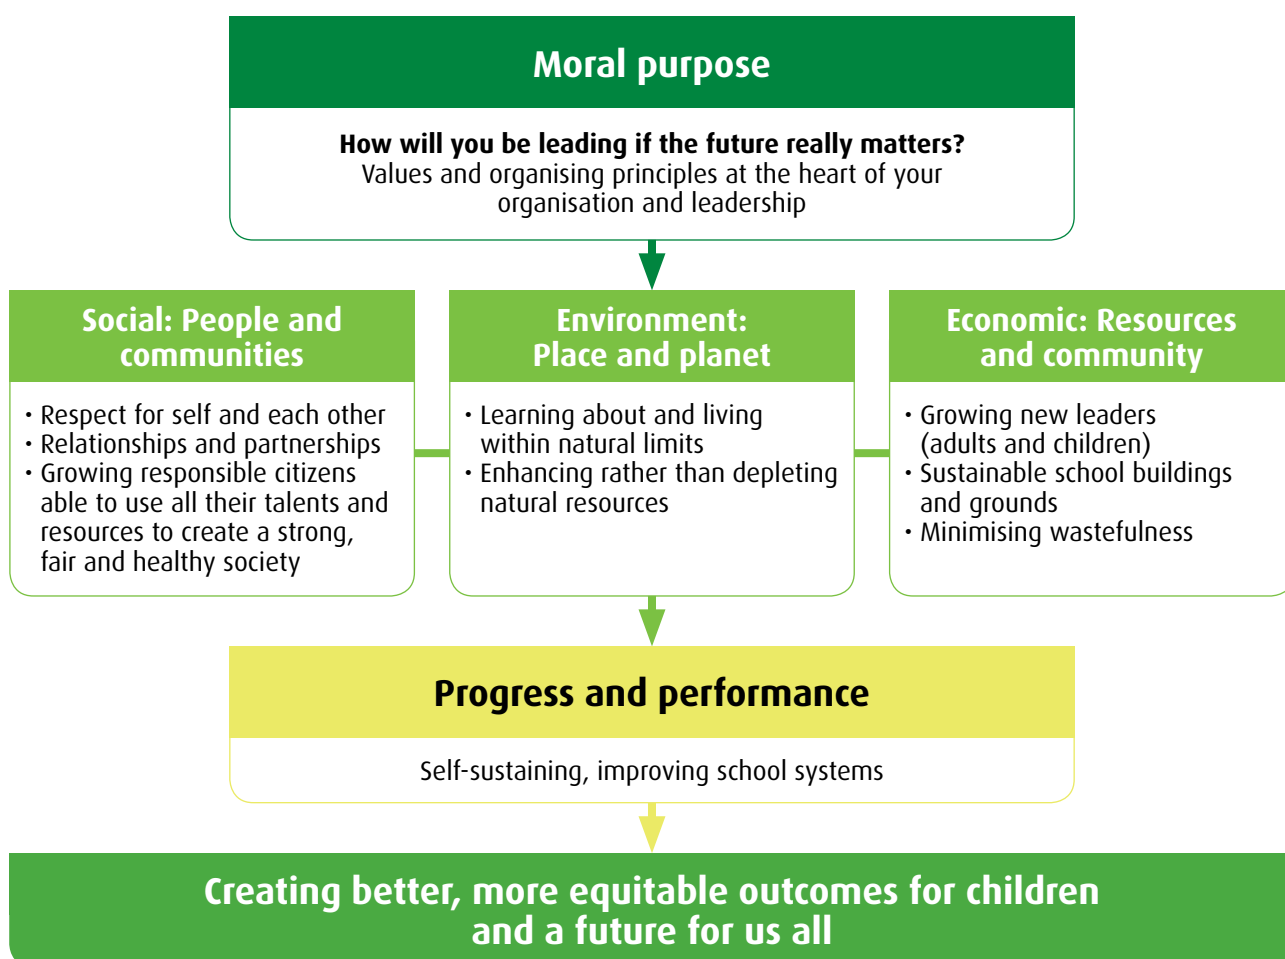 Moral purpose
How will you be leading if the future really matters?
Values and organising principles at the heart of your
organisation and leadership
Social: People and
communities
• Respect for self and each other
• Relationships and partnerships
• Growing responsible citizens
able to use all their talents and
resources to create a strong,
fair and healthy society
Environment:
Place and planet
• Learning about and living
within natural limits
• Enhancing rather than depleting
natural resources
Economic: Resources
and community
• Growing new leaders
(adults and children)
• Sustainable school buildings
and grounds
• Minimising wastefulness
Progress and performance
Self-sustaining, improving school systems
Creating better, more equitable outcomes for children
and a future for us all